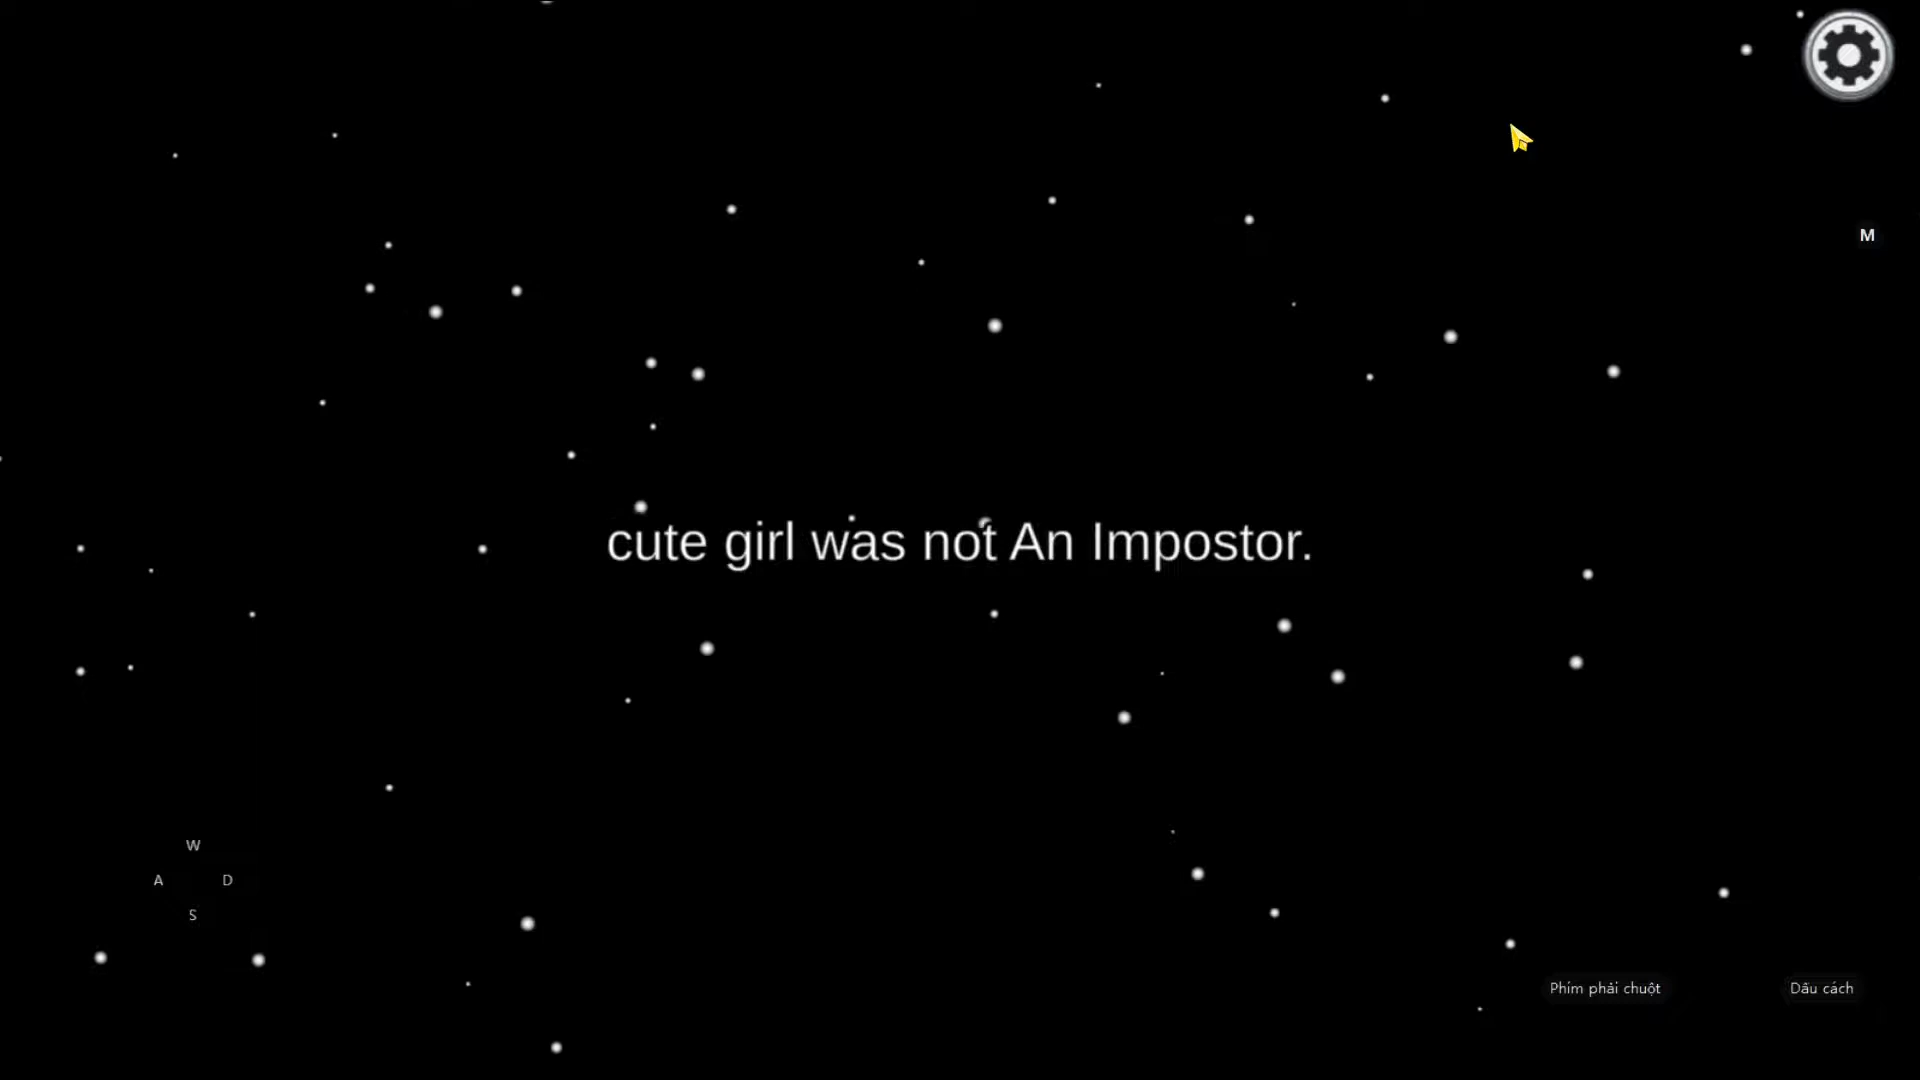 M
cute girl was not An Impostor.
W
A D
S
Phím phải chuột Dấu cách